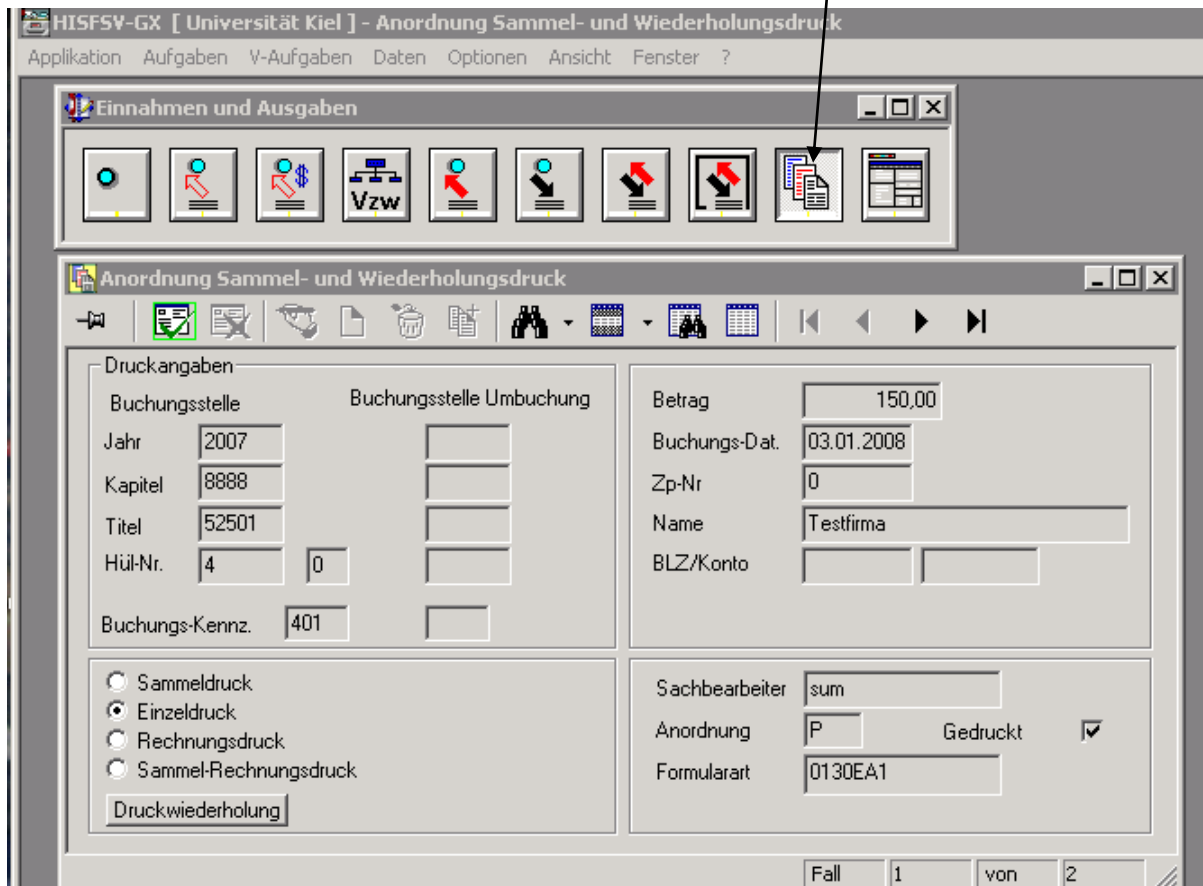 HISFSV-GX [ Universität Kiel ] - Anordnung Sammel- und Wiederholungsdruck
Applikation Aufgaben V-Aufgaben Daten Optionen Ansicht Fenster ?
Einnahmen und Ausgaben
$
Vzw
Anordnung Sammel- und Wiederholungsdruck
Druckangaben
Buchungsstelle Buchungsstelle Umbuchung
Jahr 2007
Kapitel 8888
Titel 52501
Hül-Nr. 4 0
Buchungs-Kennz. 401
Betrag 150,00
Buchungs-Dat. 03.01.2008
Zp-Nr 0
Name Testfirma
BLZ/Konto
Sammeldruck
Einzeldruck
Rechnungsdruck
Sammel-Rechnungsdruck
Druckwiederholung
Sachbearbeiter sum
Anordnung P Gedruckt
Formularart 0130EA1
Fall 1 von 2